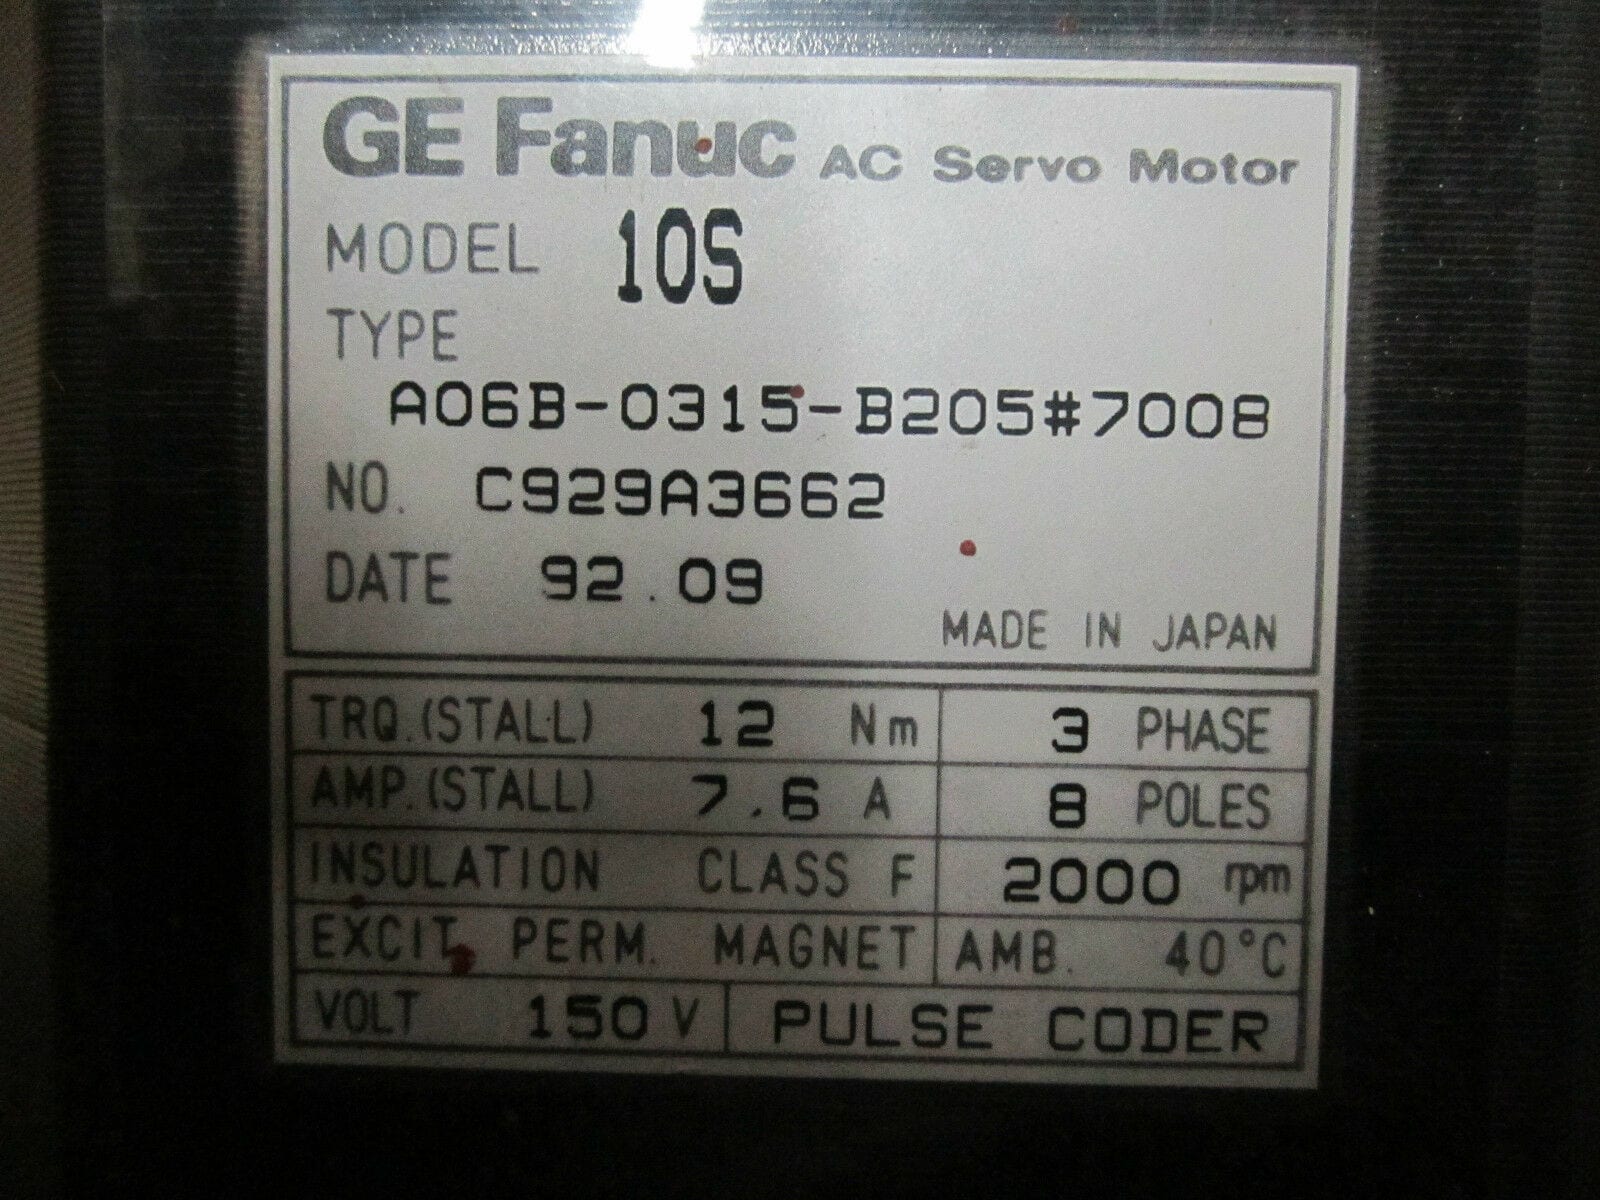 GE Fanuc AC Servo Motor
MODEL 10S
TYPE
A06B-0315-B205#7008
NO. C929A3662
DATE 92.09
MADE IN JAPAN
TRQ.(STALL) 12 Nm 3 PHASE
AMP.(STALL) 7.6 A 8 POLES
INSULATION CLASS F 2000 rpm
EXCIT. PERM. MAGNET AMB. 40°C
VOLT 150 V PULSE CODER